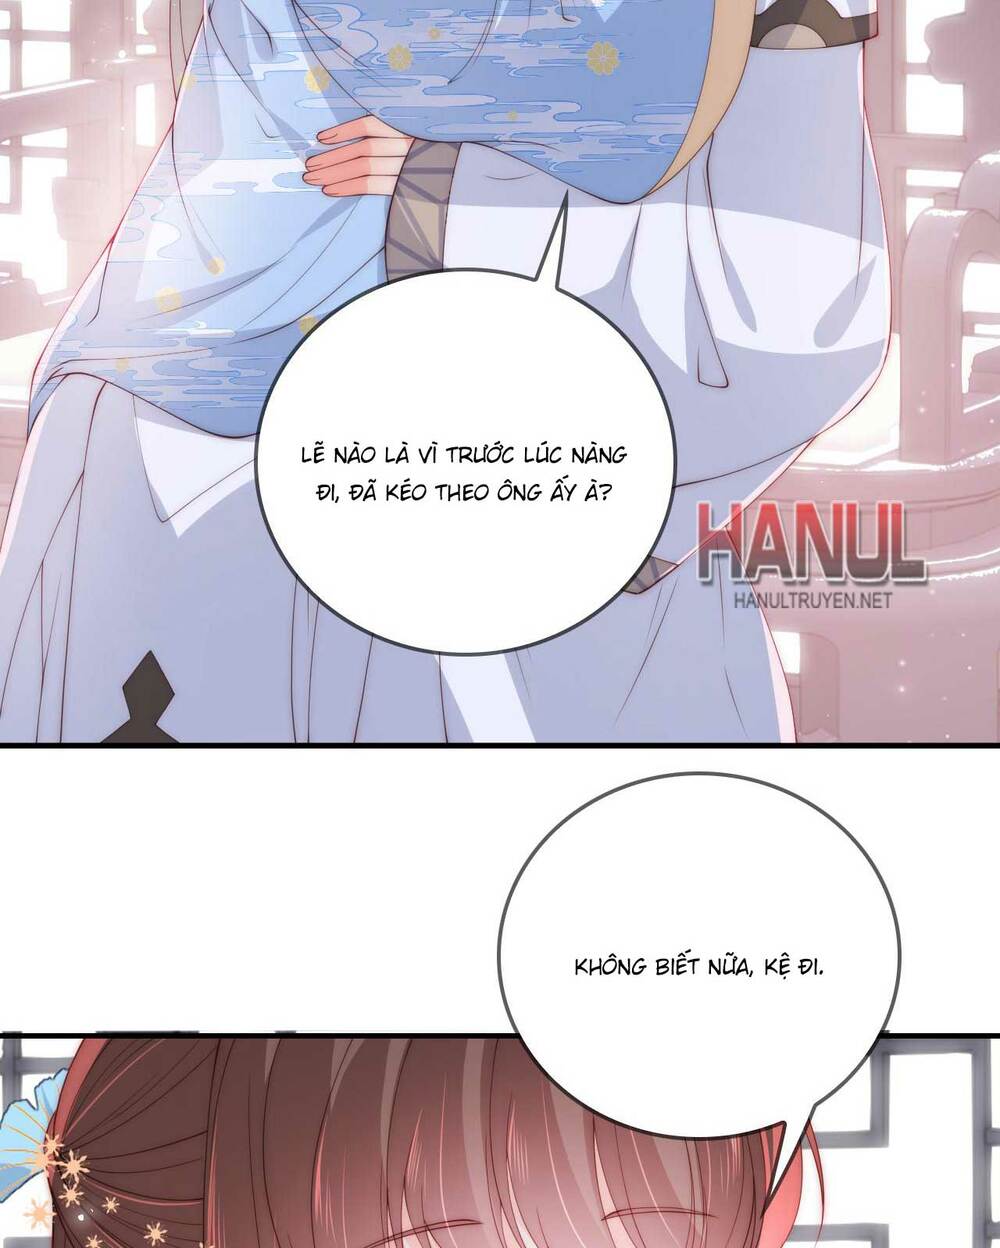 LẼ NÀO LÀ VÌ TRƯỚC LÚC NÀNG
ĐI, ĐÃ KÉO THEO ÔNG ẤY À?
HANUL
HANULTRUYEN.NET
KHÔNG BIẾT NỮA, KỆ ĐI.